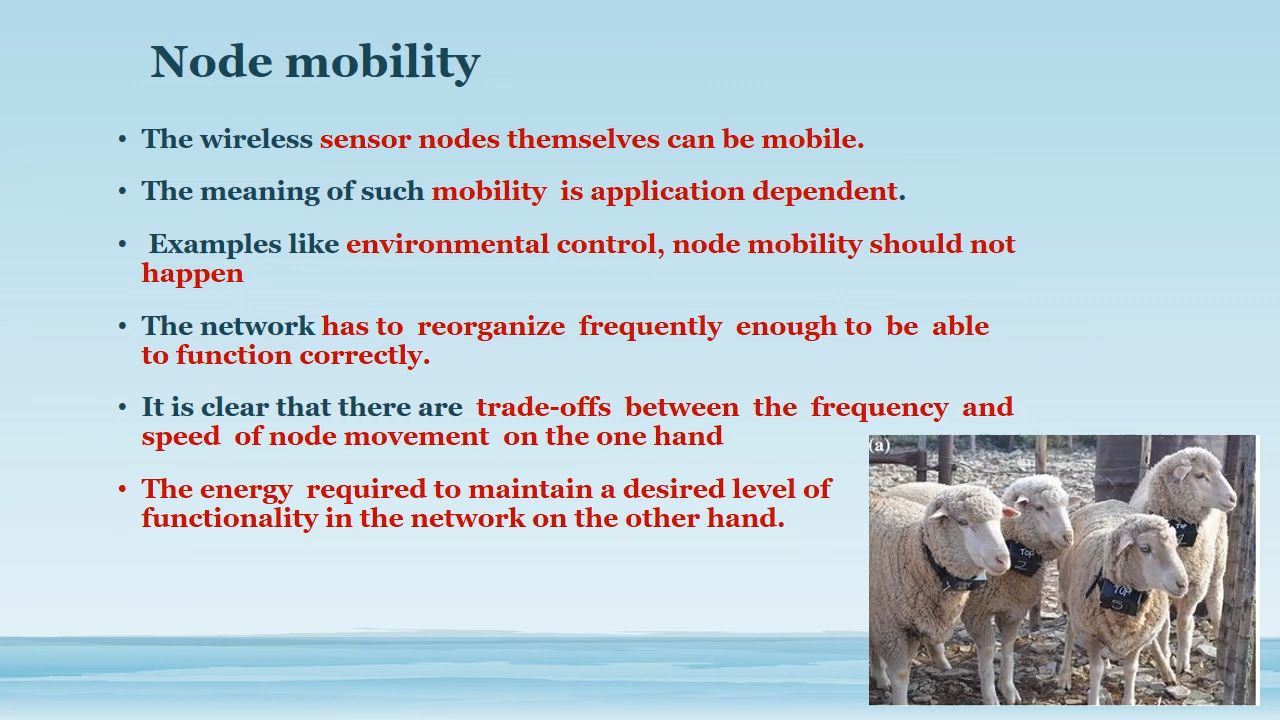 Node mobility
• The wireless sensor nodes themselves can be mobile.
• The meaning of such mobility is application dependent.
• Examples like environmental control, node mobility should not
happen
• The network has to reorganize frequently enough to be able
to function correctly.
• It is clear that there are trade-offs between the frequency and
speed of node movement on the one hand
• The energy required to maintain a desired level of
functionality in the network on the other hand.
(a)
TOP
2
TOP
5